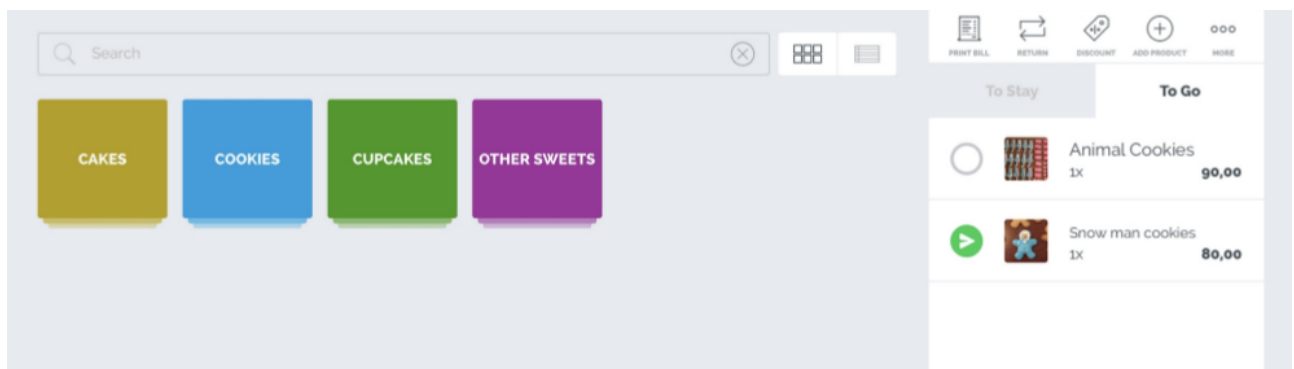 Search
CAKES
COOKIES
CUPCAKES
OTHER SWEETS
PRINT BILL
RETURN
DISCOUNT
ADD PRODUCT
MORE
To Stay
To Go
Animal Cookies
1x 90,00
Snow man cookies
1x 80,00